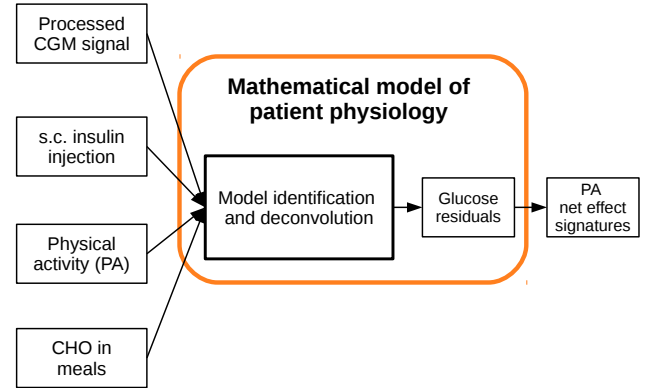 Processed
CGM signal
s.c. insulin
injection
Physical
activity (PA)
CHO in
meals
Mathematical model of
patient physiology
Model identification
and deconvolution
Glucose
residuals
PA
net effect
signatures